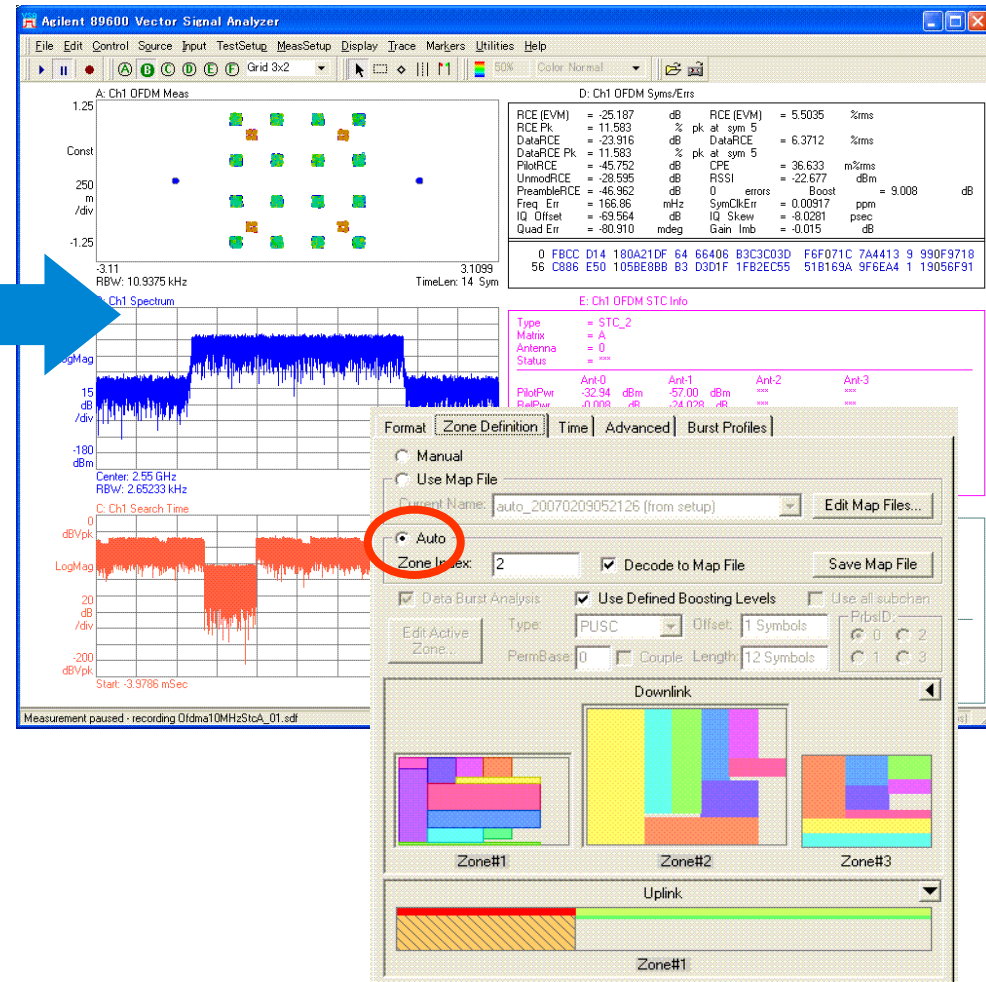 Agilent 89600 Vector Signal Analyzer
File Edit Control Source Input TestSetup MeasSetup Display Trace Markers Utilities Help
A B C D E F Grid 3x2 50% Color Normal
A: Ch1 OFDM Meas
1.25
Const
250
m
/div
-1.25
-3.11 3.1099
RBW: 10.9375 kHz TimeLen: 14 Sym
D: Ch1 OFDM Syms/Errs
RCE (EVM) = -25.187 dB RCE (EVM) = 5.5035 %rms
RCE Pk = 11.583 % pk at sym 5
DataRCE = -23.916 dB DataRCE = 6.3712 %rms
DataRCE Pk = 11.583 % pk at sym 5
PilotRCE = -45.752 dB CPE = 36.633 m%rms
UnmodRCE = -28.595 dB RSSI = -22.677 dBm
PreambleRCE = -46.962 dB 0 errors Boost = 9.008 dB
Freq Err = 166.86 mHz SymClkErr = 0.00917 ppm
IQ Offset = -69.564 dB IQ Skew = -8.0281 psec
Quad Err = -80.910 mdeg Gain Imb = -0.015 dB
0 FBCC D14 180A21DF 64 66406 B3C3C03D F6F071C 7A4413 9 990F9718
56 C886 E50 105BE8BB B3 D3D1F 1FB2EC55 51B169A 9F6EA4 1 19056F91
Ch1 Spectrum
LogMag
15
dB
/div
-180
dBm
Center: 2.55 GHz
RBW: 2.65233 kHz
E: Ch1 OFDM STC Info
Type = STC_2
Matrix = A
Antenna = 0
Status = ***
Ant-0 Ant-1 Ant-2 Ant-3
PilotPwr -32.94 dBm -57.00 dBm *** ***
RelPwr -0.008 dB -24.028 dB *** ***
C: Ch1 Search Time
0
dBVpk
LogMag
20
dB
/div
-200
dBVpk
Start: -3.9786 mSec
Measurement paused - recording Ofdma10MHzStcA_01.sdf
Format Zone Definition Time Advanced Burst Profiles
Manual
Use Map File
Current Name: auto_20070209052126 (from setup) Edit Map Files...
Auto
Zone Index: 2 Decode to Map File Save Map File
Data Burst Analysis Use Defined Boosting Levels Use all subchan
Edit Active Zone... Type: PUSC Offset: 1 Symbols PrbsID: 0 2
PermBase: 0 Couple Length: 12 Symbols 1 3
Downlink
Zone#1 Zone#2 Zone#3
Uplink
Zone#1